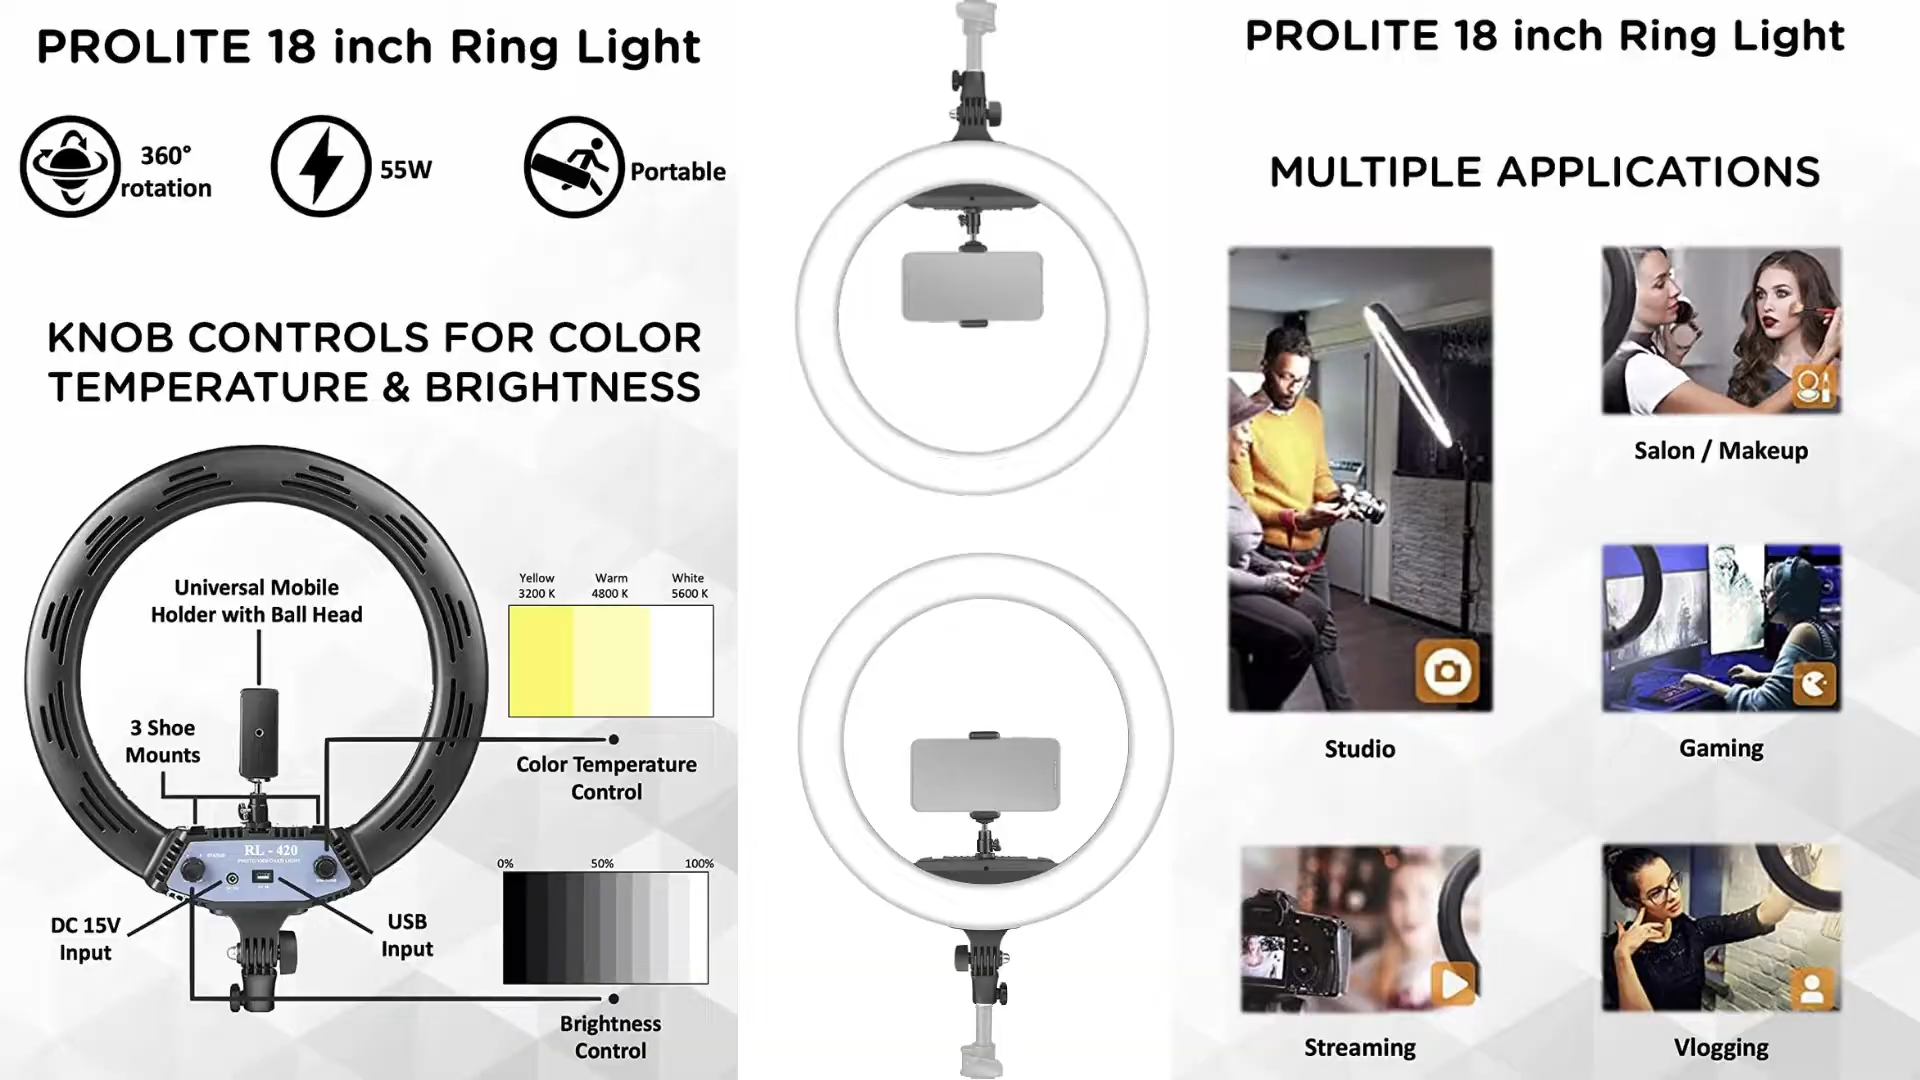 PROLITE 18 inch Ring Light
360°
rotation
55W
Portable
KNOB CONTROLS FOR COLOR
TEMPERATURE & BRIGHTNESS
Universal Mobile
Holder with Ball Head
3 Shoe
Mounts
Yellow
3200 K
Warm
4800 K
White
5600 K
Color Temperature
Control
RL - 420
0%
50%
100%
DC 15V
Input
USB
Input
Brightness
Control
PROLITE 18 inch Ring Light
MULTIPLE APPLICATIONS
Studio
Salon / Makeup
Gaming
Streaming
Vlogging